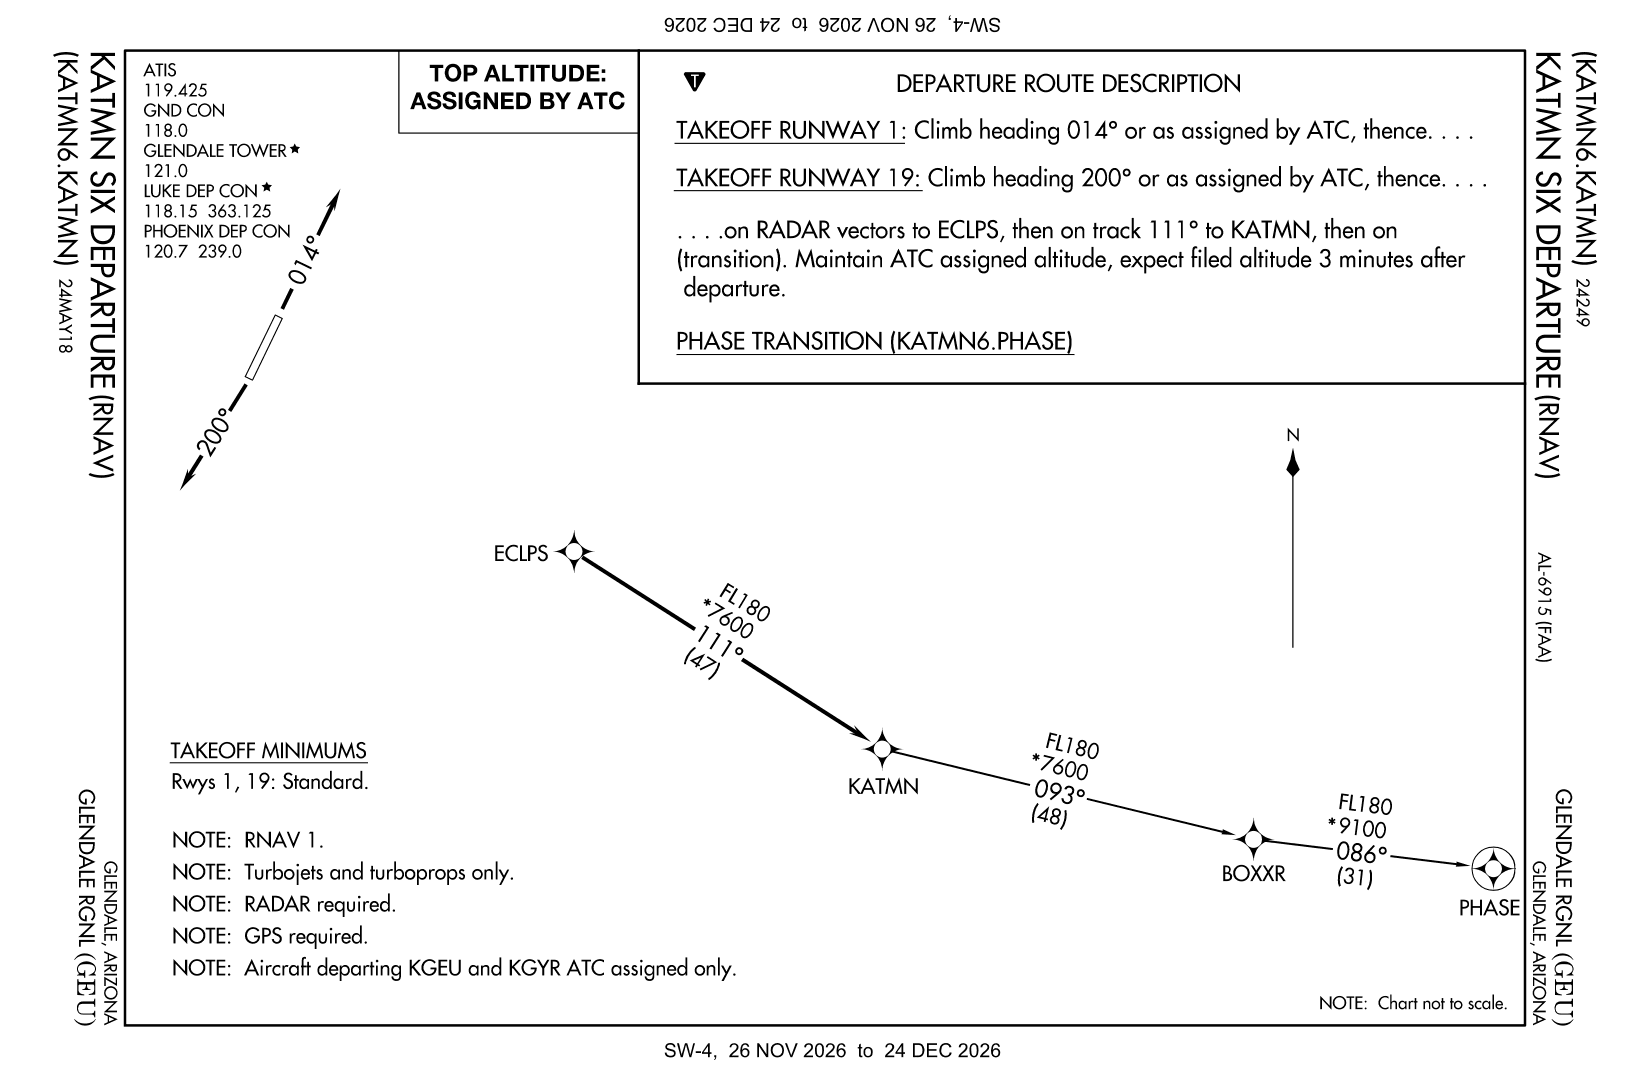 SW-4, 26 NOV 2026 to 24 DEC 2026
(KATMN6.KATMN) 24MAY18
KATMN SIX DEPARTURE (RNAV)
GLENDALE RGNL (GEU)
GLENDALE, ARIZONA
ATIS
119.425
GND CON
118.0
GLENDALE TOWER ★
121.0
LUKE DEP CON ★
118.15 363.125
PHOENIX DEP CON
120.7 239.0
TOP ALTITUDE:
ASSIGNED BY ATC
T
DEPARTURE ROUTE DESCRIPTION
TAKEOFF RUNWAY 1: Climb heading 014° or as assigned by ATC, thence. . . .
TAKEOFF RUNWAY 19: Climb heading 200° or as assigned by ATC, thence. . . .
. . . .on RADAR vectors to ECLPS, then on track 111° to KATMN, then on
(transition). Maintain ATC assigned altitude, expect filed altitude 3 minutes after
departure.
PHASE TRANSITION (KATMN6.PHASE)
014°
200°
N
ECLPS
FL180
*7600
111°
(47)
KATMN
FL180
*7600
093°
(48)
BOXXR
FL180
*9100
086°
(31)
PHASE
TAKEOFF MINIMUMS
Rwys 1, 19: Standard.
NOTE: RNAV 1.
NOTE: Turbojets and turboprops only.
NOTE: RADAR required.
NOTE: GPS required.
NOTE: Aircraft departing KGEU and KGYR ATC assigned only.
NOTE: Chart not to scale.
(KATMN6.KATMN) 24249
KATMN SIX DEPARTURE (RNAV)
AL-6915 (FAA)
GLENDALE RGNL (GEU)
GLENDALE, ARIZONA
SW-4, 26 NOV 2026 to 24 DEC 2026